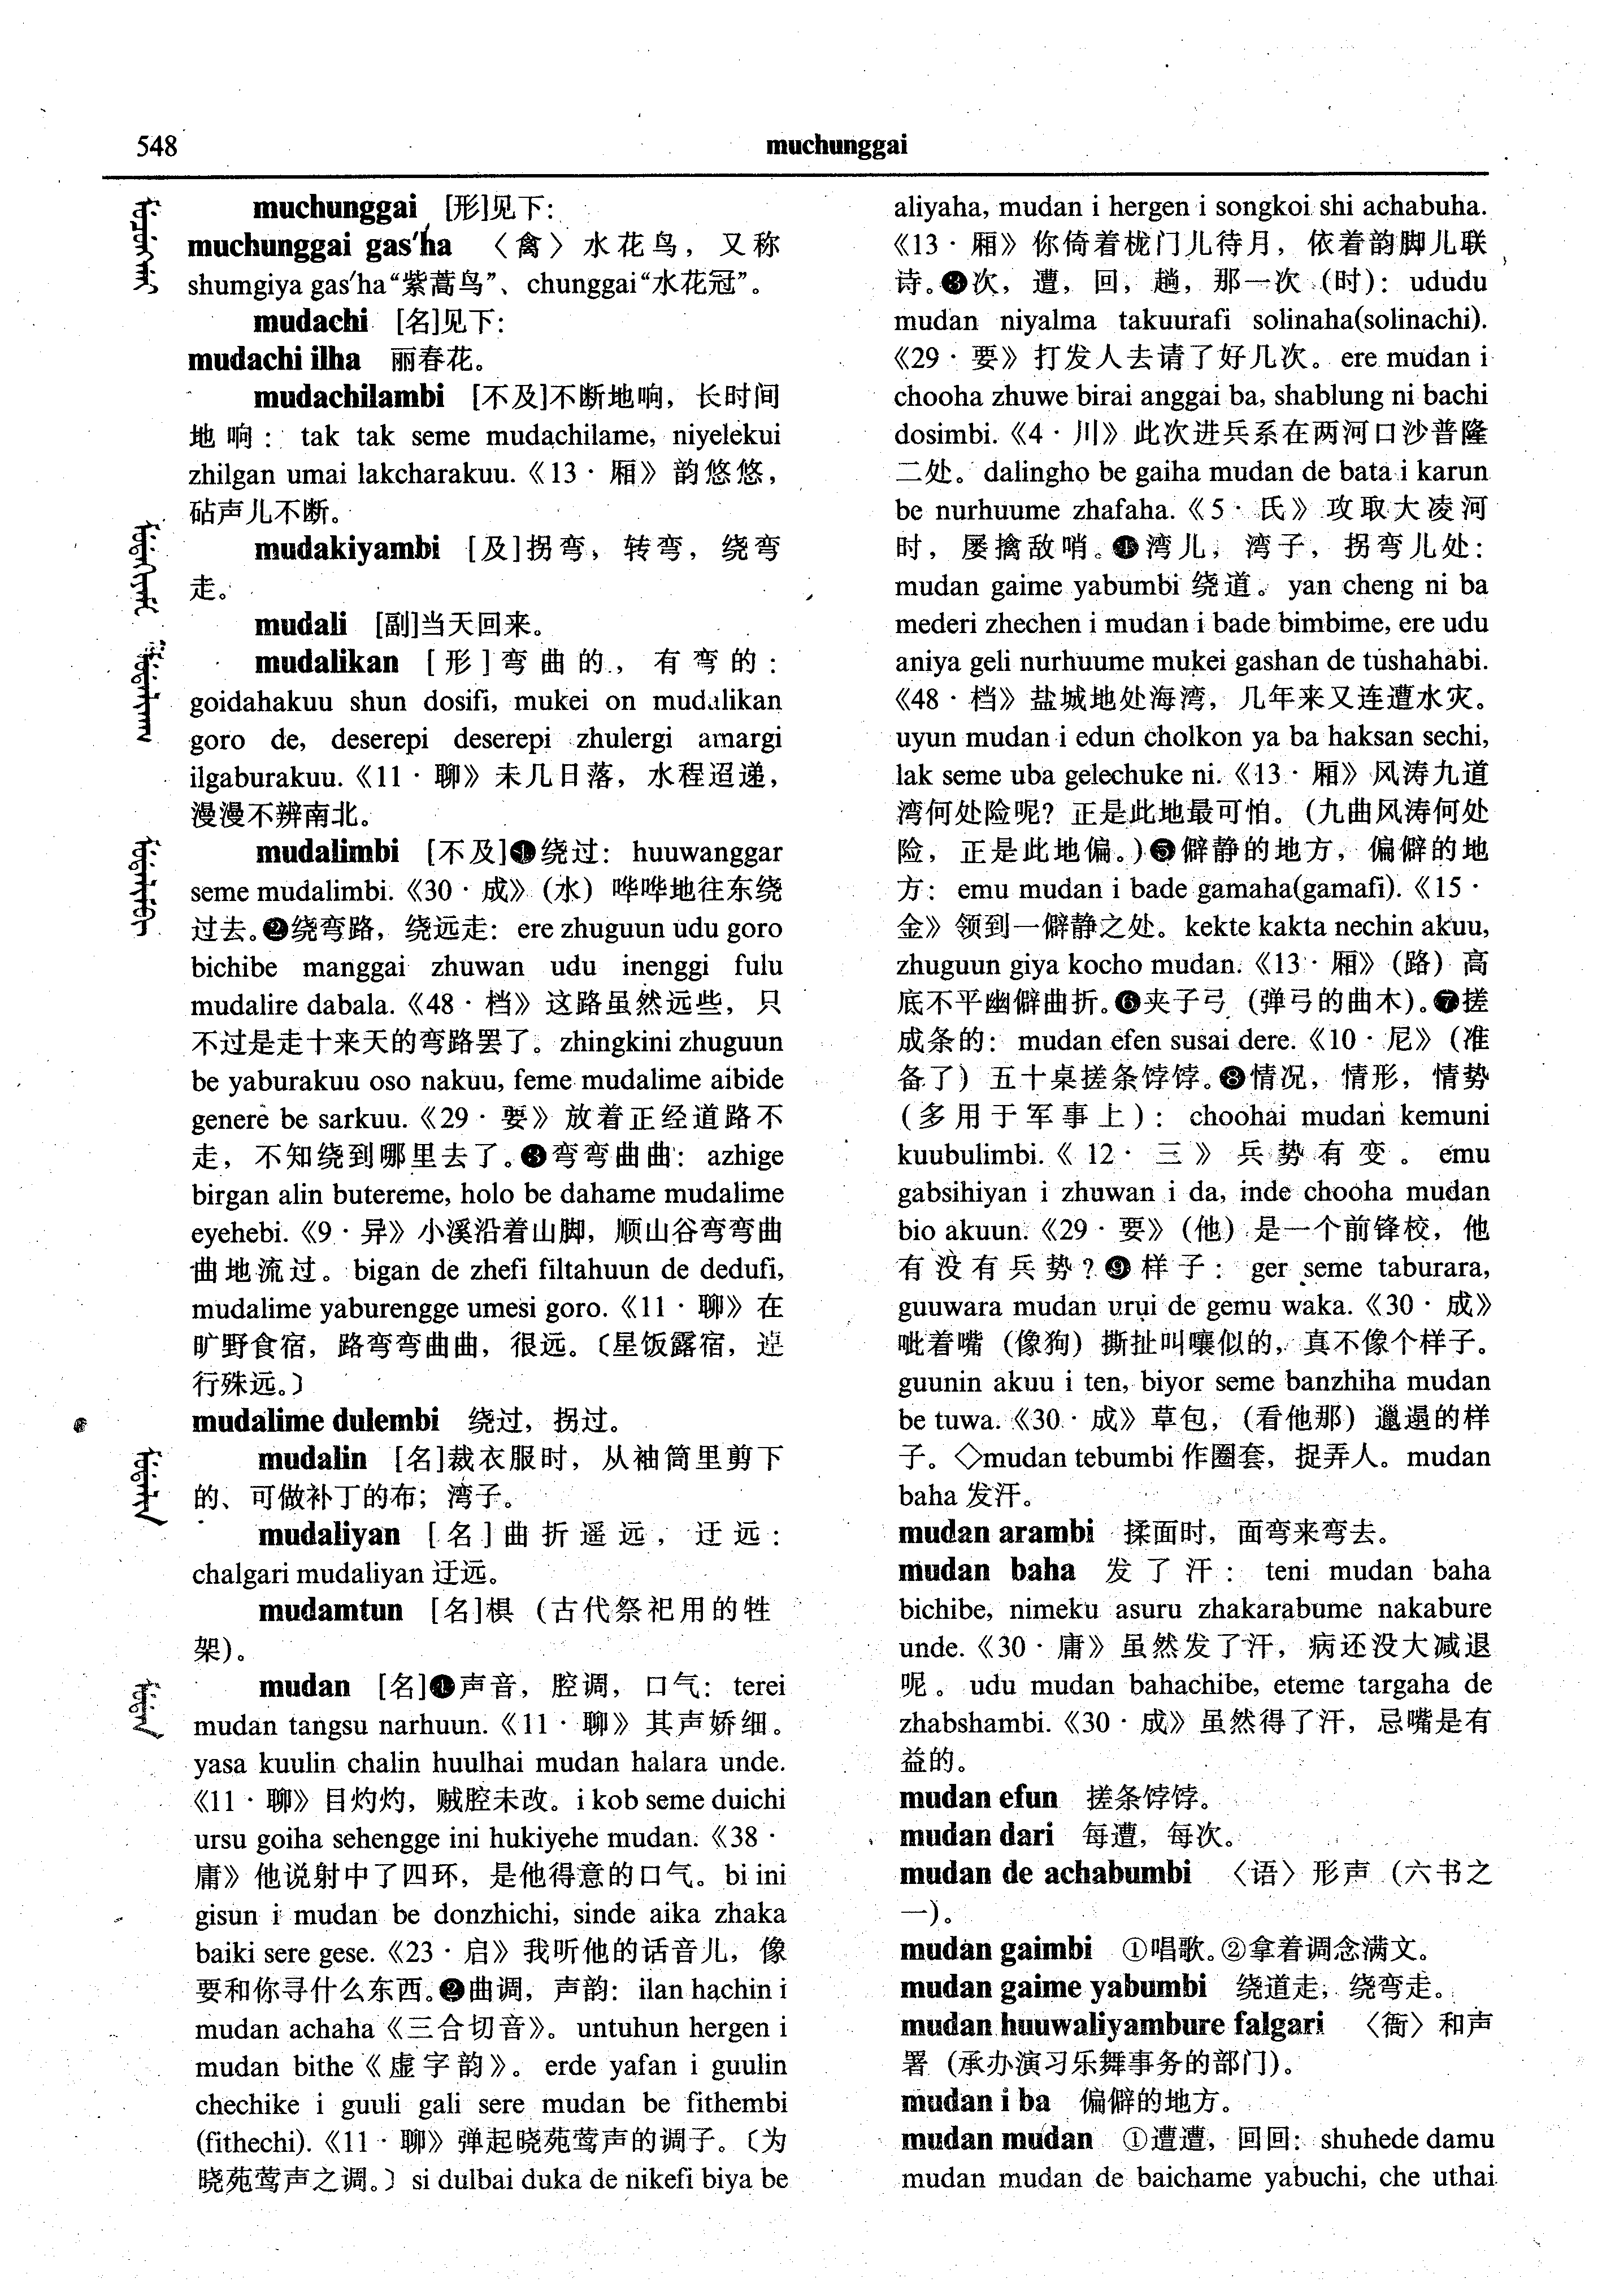 548
muchunggai
muchunggai [形]见下:
muchunggai gas'ha 〈禽〉水花鸟，又称
shumgiya gas'ha“紫蒿鸟”、chunggai“水花冠”。
mudachi [名]见下:
mudachi ilha 丽春花。
mudachilambi [不及]不断地响，长时间
地响: tak tak seme mudachilame, niyelekui
zhilgan umai lakcharakuu.《13·厢》韵悠悠，
砧声儿不断。
mudakiyambi [及]拐弯，转弯，绕弯
走。
mudali [副]当天回来。
mudalikan [形]弯曲的，有弯的:
goidahakuu shun dosifi, mukei on mudalikan
goro de, deserepi deserepi zhulergi amargi
ilgaburakuu.《11·聊》未几日落，水程迢递，
漫漫不辨南北。
mudalimbi [不及]❶绕过: huuwanggar
seme mudalimbi.《30·成》(水) 哗哗地往东绕
过去。❷绕弯路，绕远走: ere zhuguun udu goro
bichibe manggai zhuwan udu inenggi fulu
mudalire dabala.《48·档》这路虽然远些，只
不过是走十来天的弯路罢了。zhingkini zhuguun
be yaburakuu oso nakuu, feme mudalime aibide
genere be sarkuu.《29·要》放着正经道路不
走，不知绕到哪里去了。❸弯弯曲曲: azhige
birgan alin butereme, holo be dahame mudalime
eyehebi.《9·异》小溪沿着山脚，顺山谷弯弯曲
曲地流过。bigan de zhefi filtahuun de dedufi,
mudalime yaburengge umesi goro.《11·聊》在
旷野食宿，路弯弯曲曲，很远。〔星饭露宿，
行殊远。〕
mudalime dulembi 绕过，拐过。
mudalin [名]裁衣服时，从袖筒里剪下
的、可做补丁的布；湾子。
mudaliyan [名]曲折遥远，迂远:
chalgari mudaliyan 迂远。
mudamtun [名]椇 (古代祭祀用的牲
架)。
mudan [名]❶声音，腔调，口气: terei
mudan tangsu narhuun.《11·聊》其声娇细。
yasa kuulin chalin huulhai mudan halara unde.
《11·聊》目灼灼，贼腔未改。i kob seme duichi
ursu goiha sehengge ini hukiyehe mudan.《38·
庸》他说射中了四环，是他得意的口气。bi ini
gisun i mudan be donzhichi, sinde aika zhaka
baiki sere gese.《23·启》我听他的话音儿，像
要和你寻什么东西。❷曲调，声韵: ilan hachin i
mudan achaha《三合切音》。untuhun hergen i
mudan bithe《虚字韵》。erde yafan i guulin
chechike i guuli gali sere mudan be fithembi
(fithechi).《11·聊》弹起晓苑莺声的调子。〔为
晓苑莺声之调。〕si dulbai duka de nikefi biya be
aliyaha, mudan i hergen i songkoi shi achabuha.
《13·厢》你倚着栊门儿待月，依着韵脚儿联
诗。❸次，遭，回，趟，那一次 (时): ududu
mudan niyalma takuurafi solinaha(solinachi).
《29·要》打发人去请了好几次。ere mudan i
chooha zhuwe birai anggai ba, shablung ni bachi
dosimbi.《4·川》此次进兵系在两河口沙普隆
二处。dalingho be gaiha mudan de bata i karun
be nurhuume zhafaha.《5·氏》攻取大凌河
时，屡擒敌哨。❹湾儿，湾子，拐弯儿处:
mudan gaime yabumbi 绕道。yan cheng ni ba
mederi zhechen i mudan i bade bimbime, ere udu
aniya geli nurhuume mukei gashan de tushahabi.
《48·档》盐城地处海湾，几年来又连遭水灾。
uyun mudan i edun cholkon ya ba haksan sechi,
lak seme uba gelechuke ni.《13·厢》风涛九道
湾何处险呢？正是此地最可怕。(九曲风涛何处
险，正是此地偏。)❺僻静的地方，偏僻的地
方: emu mudan i bade gamaha(gamafi).《15·
金》领到一僻静之处。kekte kakta nechin akuu,
zhuguun giya kocho mudan.《13·厢》(路) 高
底不平幽僻曲折。❻夹子弓 (弹弓的曲木)。❼搓
成条的: mudan efen susai dere.《10·尼》(准
备了) 五十桌搓条饽饽。❽情况，情形，情势
(多用于军事上): choohai mudan kemuni
kuubulimbi.《12·三》兵势有变。emu
gabsihiyan i zhuwan i da, inde chooha mudan
bio akuun.《29·要》(他) 是一个前锋校，他
有没有兵势？❾样子: ger seme taburara,
guuwara mudan urui de gemu waka.《30·成》
呲着嘴 (像狗) 撕扯叫嚷似的，真不像个样子。
guunin akuu i ten, biyor seme banzhiha mudan
be tuwa.《30·成》草包，(看他那) 邋遢的样
子。◇mudan tebumbi 作圈套，捉弄人。mudan
baha 发汗。
mudan arambi 揉面时，面弯来弯去。
mudan baha 发了汗: teni mudan baha
bichibe, nimeku asuru zhakarabume nakabure
unde.《30·庸》虽然发了汗，病还没大减退
呢。udu mudan bahachibe, eteme targaha de
zhabshambi.《30·成》虽然得了汗，忌嘴是有
益的。
mudan efun 搓条饽饽。
mudan dari 每遭，每次。
mudan de achabumbi 〈语〉形声 (六书之
一)。
mudan gaimbi ①唱歌。②拿着调念满文。
mudan gaime yabumbi 绕道走；绕弯走。
mudan huuwaliyambure falgari 〈衙〉和声
署 (承办演习乐舞事务的部门)。
mudan i ba 偏僻的地方。
mudan mudan ①遭遭，回回: shuhede damu
mudan mudan de baichame yabuchi, che uthai